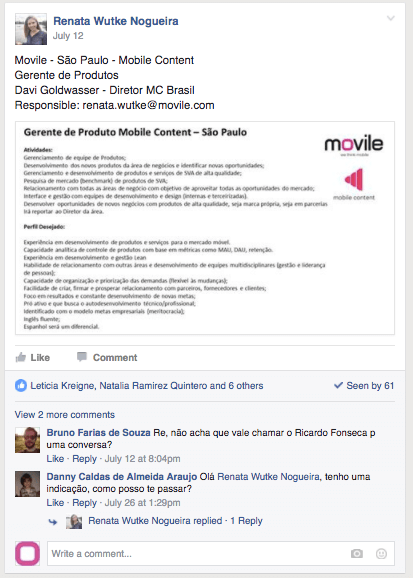 Renata Wutke Nogueira
July 12
Movile - São Paulo - Mobile Content
Gerente de Produtos
Davi Goldwasser - Diretor MC Brasil
Responsible: renata.wutke@movile.com
Gerente de Produto Mobile Content – São Paulo
movile
mobile content
Atividades:
Gerenciamento de equipe de Produtos;
Desenvolvimento dos novos produtos da área de negócios e identificar novas oportunidades;
Gerenciamento e desenvolvimento de produtos e serviços de SVA de alta qualidade;
Pesquisa de mercado (benchmark) de produtos de SVA;
Relacionamento com todas as áreas de negócio com objetivo de aproveitar todas as oportunidades do mercado;
Interface e gestão com equipes de desenvolvimento e design (internas e terceirizadas).
Desenvolver oportunidades de novos negócios com produtos de alta qualidade, seja marca própria, seja em parcerias
Irá reportar ao Diretor da área.
Perfil Desejado:
Experiência em desenvolvimento de produtos e serviços para o mercado móvel.
Capacidade analítica de controle de produtos com base em métricas como MAU, DAU, retenção.
Experiência em desenvolvimento e gestão Lean
Habilidade de relacionamento com outras áreas e desenvolvimento de equipes multidisciplinares (gestão e liderança
de pessoas);
Capacidade de organização e priorização das demandas (flexível às mudanças);
Facilidade de criar, firmar e prosperar relacionamento com parceiros, fornecedores e clientes;
Foco em resultados e constante desenvolvimento de novas metas;
Pró ativo e que busca o autodesenvolvimento técnico/profissional;
Identificado com o modelo metas empresariais (meritocracia);
Inglês fluente;
Espanhol será um diferencial.
Like Comment
Leticia Kreigne, Natalia Ramirez Quintero and 6 others Seen by 61
View 2 more comments
Bruno Farias de Souza Re, não acha que vale chamar o Ricardo Fonseca p
uma conversa?
Like · Reply · July 12 at 8:04pm
Danny Caldas de Almeida Araujo Olá Renata Wutke Nogueira, tenho uma
indicação, como posso te passar?
Like · Reply · July 26 at 1:29pm
Renata Wutke Nogueira replied · 1 Reply
Write a comment...